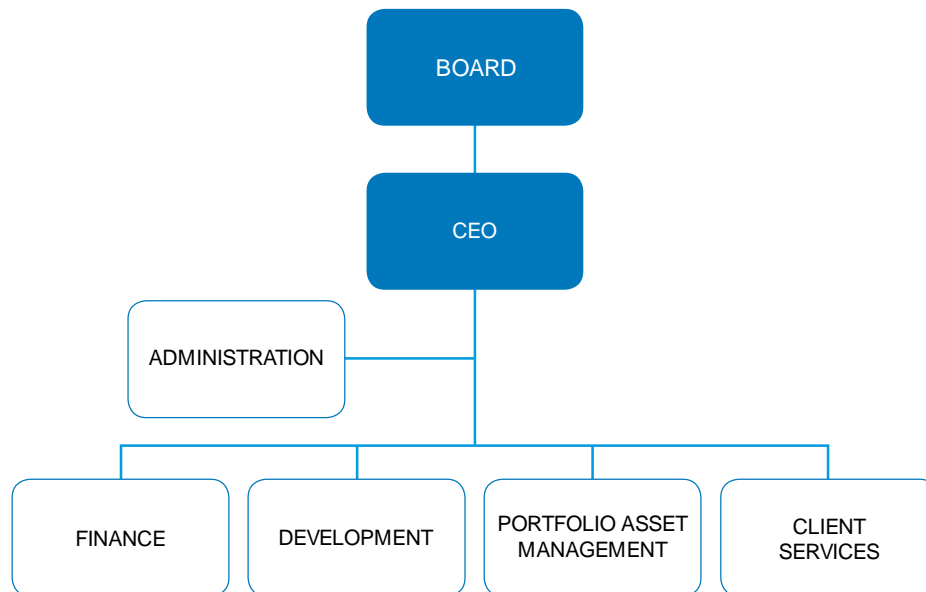 BOARD
CEO
ADMINISTRATION
FINANCE
DEVELOPMENT
PORTFOLIO ASSET
MANAGEMENT
CLIENT
SERVICES